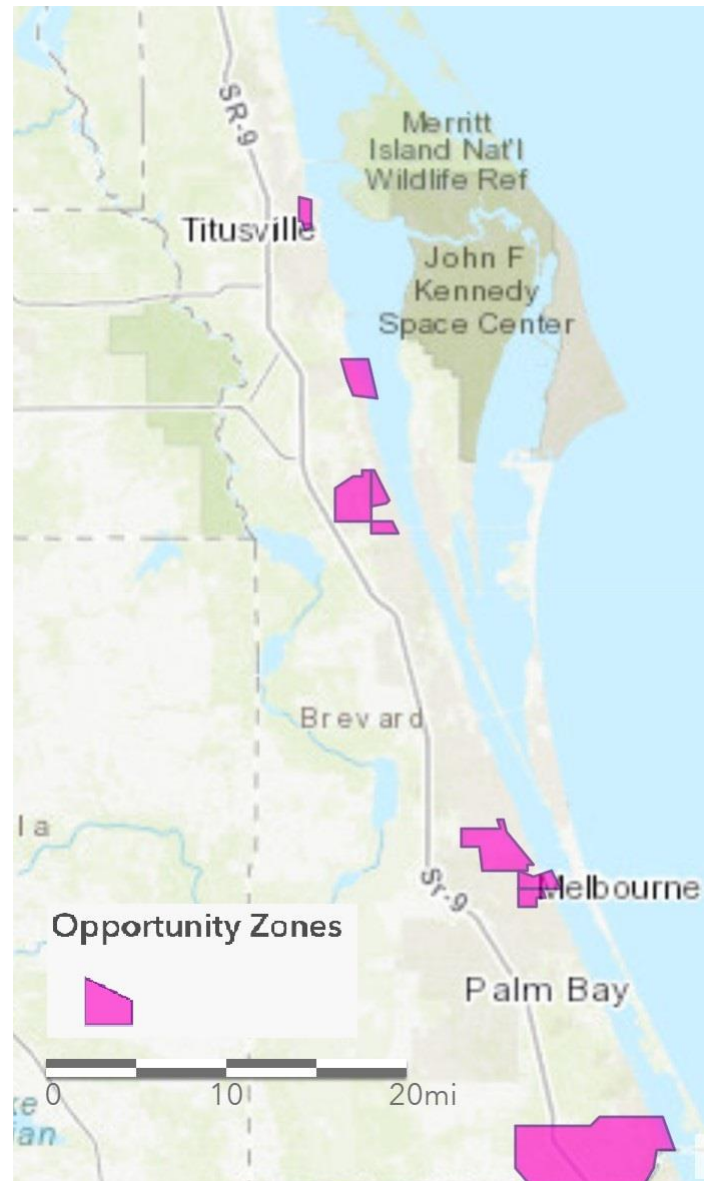 SR-9
Merritt
Island Nat'l
Wildlife Ref
Titusville
John F
Kennedy
Space Center
Brevard
la
Sr-9
Melbourne
Opportunity Zones
Palm Bay
0 10 20mi
ke
ian